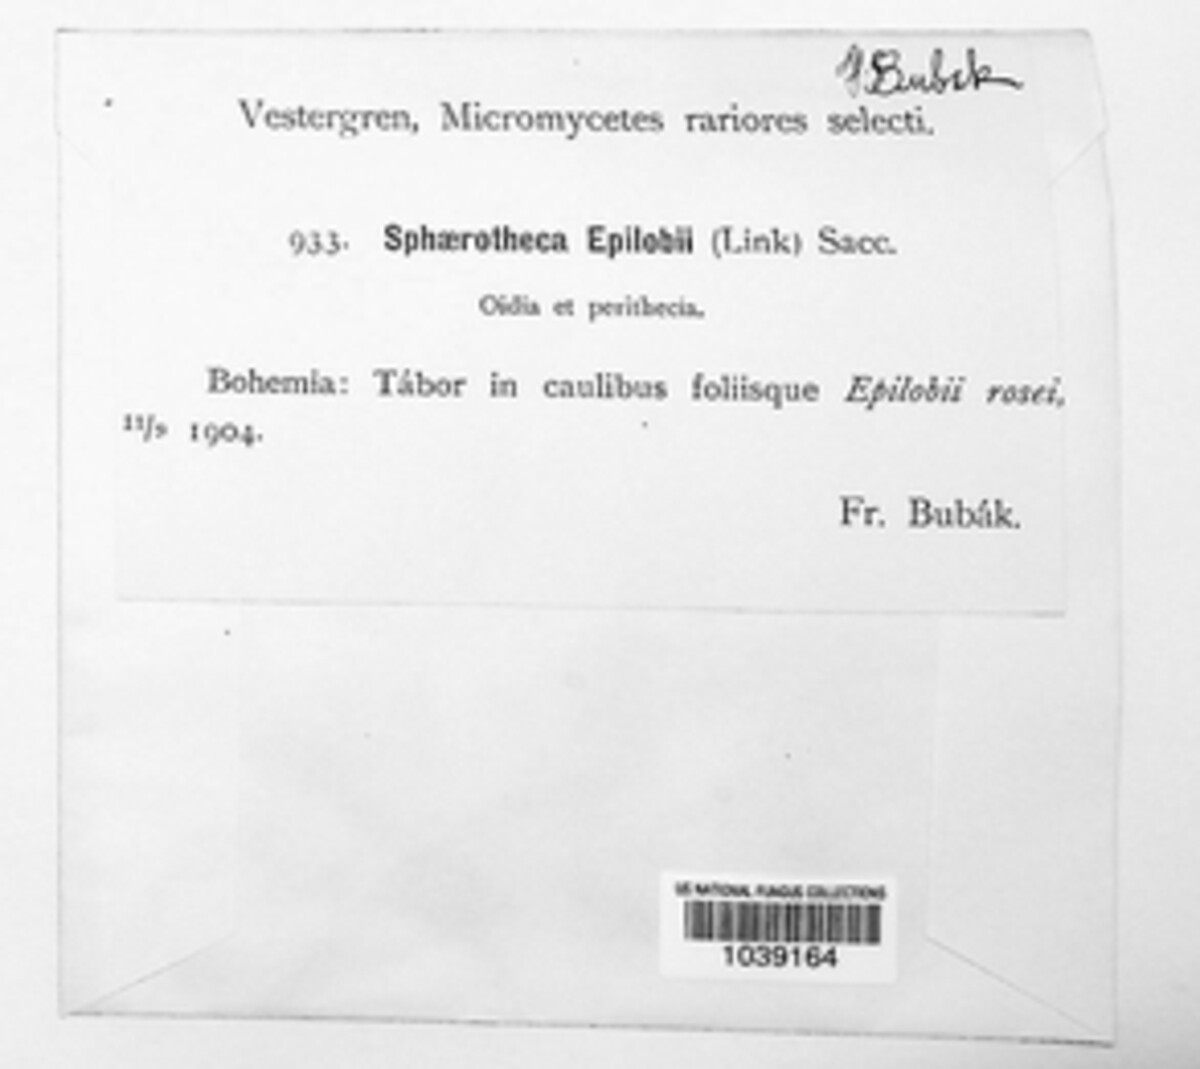 Bubák
Vestergren, Micromycetes rariores selecti.
933. Sphærotheca Epilobii (Link) Sacc.
Oidia et perithecia.
Bohemia: Tábor in caulibus foliisque Epilobii rosei,
11/9 1904.
Fr. Bubák.
US NATIONAL FUNGUS COLLECTIONS
1039164